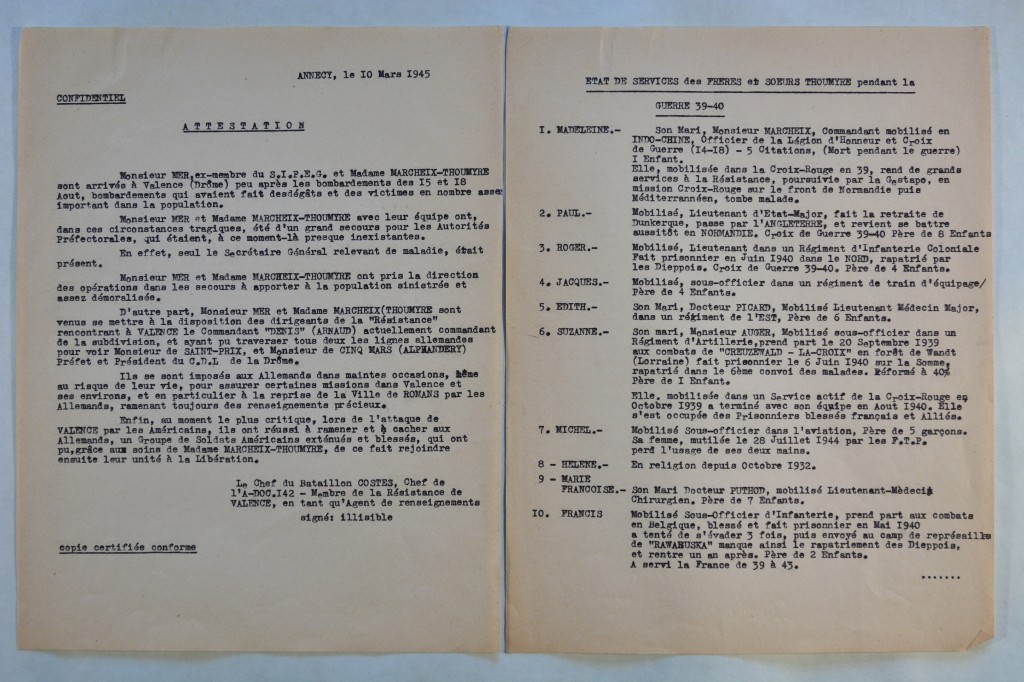 ANNECY, le IO Mars I945
CONFIDENTIEL
A T T E S T A T I O N
Monsieur MER,ex-membre du S.I.P.E.G. et Madame MARCHEIX-THOUMYRE
sont arrivés à Valence (Drôme) peu après les bombardements des I5 et I8
Aout, bombardements qui avaient fait desdégâts et des victimes en nombre assez
important dans la population.
Monsieur MER et Madame MARCHEIX-THOUMYRE avec leur équipe ont,
dans ces circonstances tragiques, été d'un grand secours pour les Autorités
Préfectorales, qui étaient, à ce moment-là presque inexistantes.
En effet, seul le Secrétaire Général relevant de maladie, était
présent.
Monsieur MER et Madame MARCHEIX-THOUMYRE ont pris la direction
des opérations dans les secours à apporter à la population sinistrée et
assez démoralisée.
D'autre part, Monsieur MER et Madame MARCHEIX(THOUMYRE sont
venus se mettre à la disposition des dirigeants de la "Résistance"
rencontrant à VALENCE le Commandant "DENIS" (ARNAUD) actuellement commandant
de la subdivision, et ayant pu traverser tous deux les lignes allemandes
pour voir Monsieur de SAINT-PRIX, et Monsieur de CINQ MARS (ALPHANDERY)
Préfet et Président du C.D.L de la Drôme.
Ils se sont imposés aux Allemands dans maintes occasions, même
au risque de leur vie, pour assurer certaines missions dans Valence et
ses environs, et en particulier à la reprise de la Ville de ROMANS par les
Allemands, ramenant toujours des renseignements précieux.
Enfin, au moment le plus critique, lors de l'attaque de
VALENCE par les Américains, ils ont réussi à ramener et à cacher aux
Allemands, un Groupe de Soldats Américains exténués et blessés, qui ont
pu,grâce aux soins de Madame MARCHEIX-THOUMYRE, de ce fait rejoindre
ensuite leur unité à la Libération.
Le Chef du Bataillon COSTES, Chef de
l'A-DOC.I42 - Membre de la Résistance de
VALENCE, en tant qu'Agent de renseignements
signé: illisible
copie certifiée conforme
ETAT DE SERVICES des FRERES et SOEURS THOUMYRE pendant la
GUERRE 39-40
I. MADELEINE.- Son Mari, Monsieur MARCHEIX, Commandant mobilisé en
INDO-CHINE, Officier de la Légion d'Honneur et Croix
de Guerre (I4-I8) - 5 Citations, (Mort pendant le guerre)
I Enfant.
Elle, mobilisée dans la Croix-Rouge en 39, rend de grands
services à la Résistance, poursuivie par la Gestapo, en
mission Croix-Rouge sur le front de Normandie puis
Méditerrannéen, tombe malade.
2. PAUL.- Mobilisé, Lieutenant d'Etat-Major, fait la retraite de
Dunkerque, passe par l'ANGLETERRE, et revient se battre
aussitôt en NORMANDIE. Croix de Guerre 39-40 Père de 8 Enfants
3. ROGER.- Mobilisé, Lieutenant dans un Régiment d'Infanterie Coloniale
Fait prisonnier en Juin I940 dans le NORD, rapatrié par
les Dieppois. Croix de Guerre 39-40. Père de 4 Enfants.
4. JACQUES.- Mobilisé, sous-officier dans un régiment de train d'équipage/
Père de 4 Enfants.
5. EDITH.- Son Mari, Docteur PICARD, Mobilisé Lieutenant Médecin Major,
dans un régiment de l'EST, Père de 6 Enfants.
6. SUZANNE.- Son mari, Monsieur AUGER, Mobilisé sous-officier dans un
Régiment d'Artillerie,prend part le 20 Septembre I939
aux combats de "CREUZEWALD - LA-CROIX" en forêt de Wandt
(Lorraine) fait prisonnier le 6 Juin I940 sur la Somme,
rapatrié dans le 6ème convoi des malades. Réformé à 40%
Père de I Enfant.
Elle, mobilisée dans un Service actif de la Croix-Rouge en
Octobre I939 a terminé avec son équipe en Aout I940. Elle
s'est occupée des Prisonniers blessés français et Alliés.
7. MICHEL.- Mobilisé Sous-officier dans l'aviation, Père de 5 garçons.
Sa femme, mutilée le 28 Juillet I944 par les F.T.P.
perd l'usage de ses deux mains.
8 - HELENE.- En religion depuis Octobre I932.
9 - MARIE
FRANCOISE.- Son Mari Docteur PUTHOD, mobilisé Lieutenant-Médecin
Chirurgien. Père de 7 Enfants.
IO. FRANCIS Mobilisé Sous-Officier d'Infanterie, prend part aux combats
en Belgique, blessé et fait prisonnier en Mai I940
a tenté de s'évader 3 fois, puis envoyé au camp de représaille
de "RAWABUSKA" manque ainsi le rapatriement des Dieppois,
et rentre un an après. Père de 2 Enfants.
A servi la France de 39 à 43.
.......